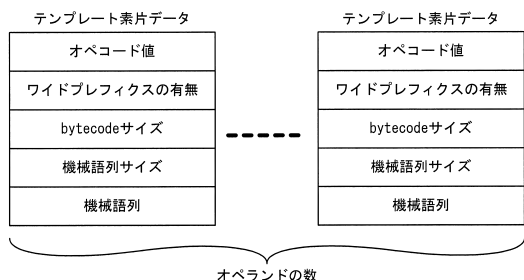 テンプレート素片データ
オペコード値
ワイドプレフィクスの有無
bytecodeサイズ
機械語列サイズ
機械語列
テンプレート素片データ
オペコード値
ワイドプレフィクスの有無
bytecodeサイズ
機械語列サイズ
機械語列
オペランドの数